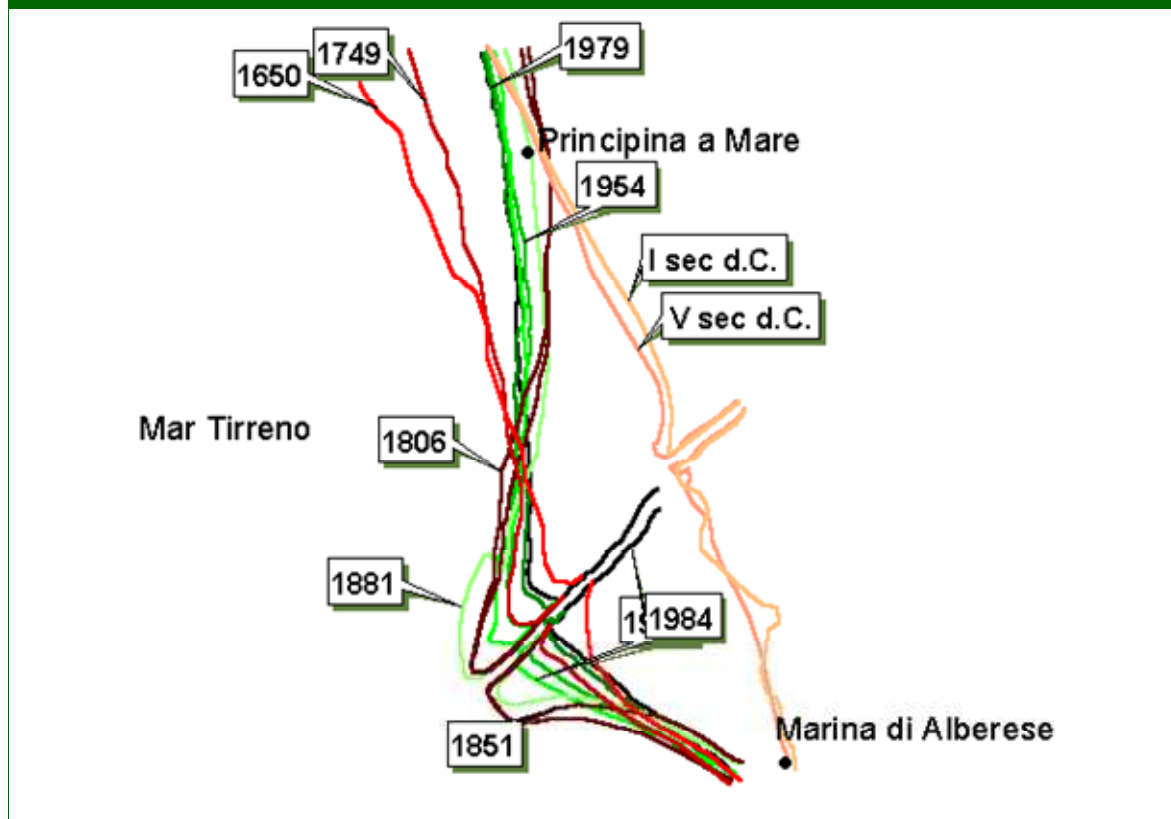 1979
1749
1650
Principina a Mare
1954
I sec d.C.
V sec d.C.
Mar Tirreno
1806
1881
1984
1851
Marina di Alberese